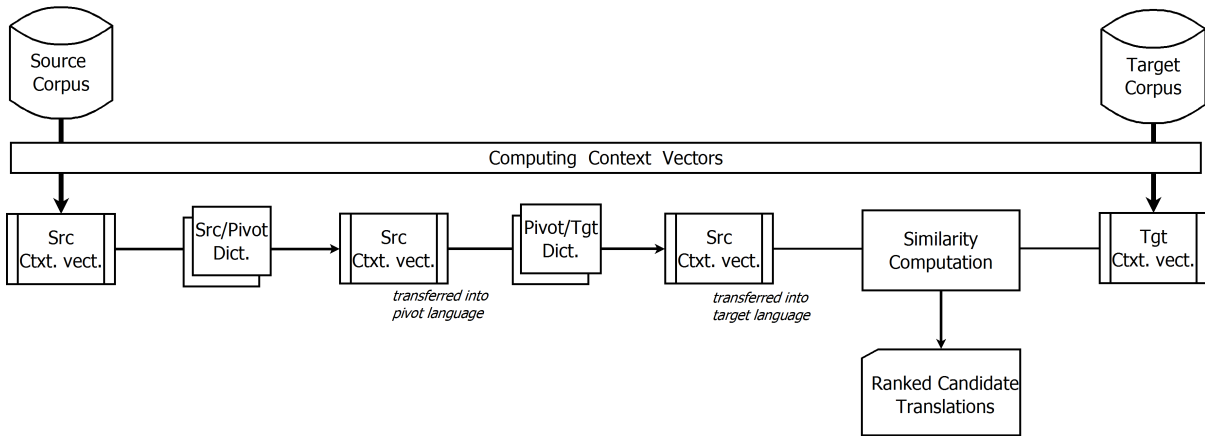 Source
Corpus
Target
Corpus
Computing Context Vectors
Src
Ctxt. vect.
Src/Pivot
Dict.
Src
Ctxt. vect.
transferred into
pivot language
Pivot/Tgt
Dict.
Src
Ctxt. vect.
transferred into
target language
Similarity
Computation
Tgt
Ctxt. vect.
Ranked Candidate
Translations